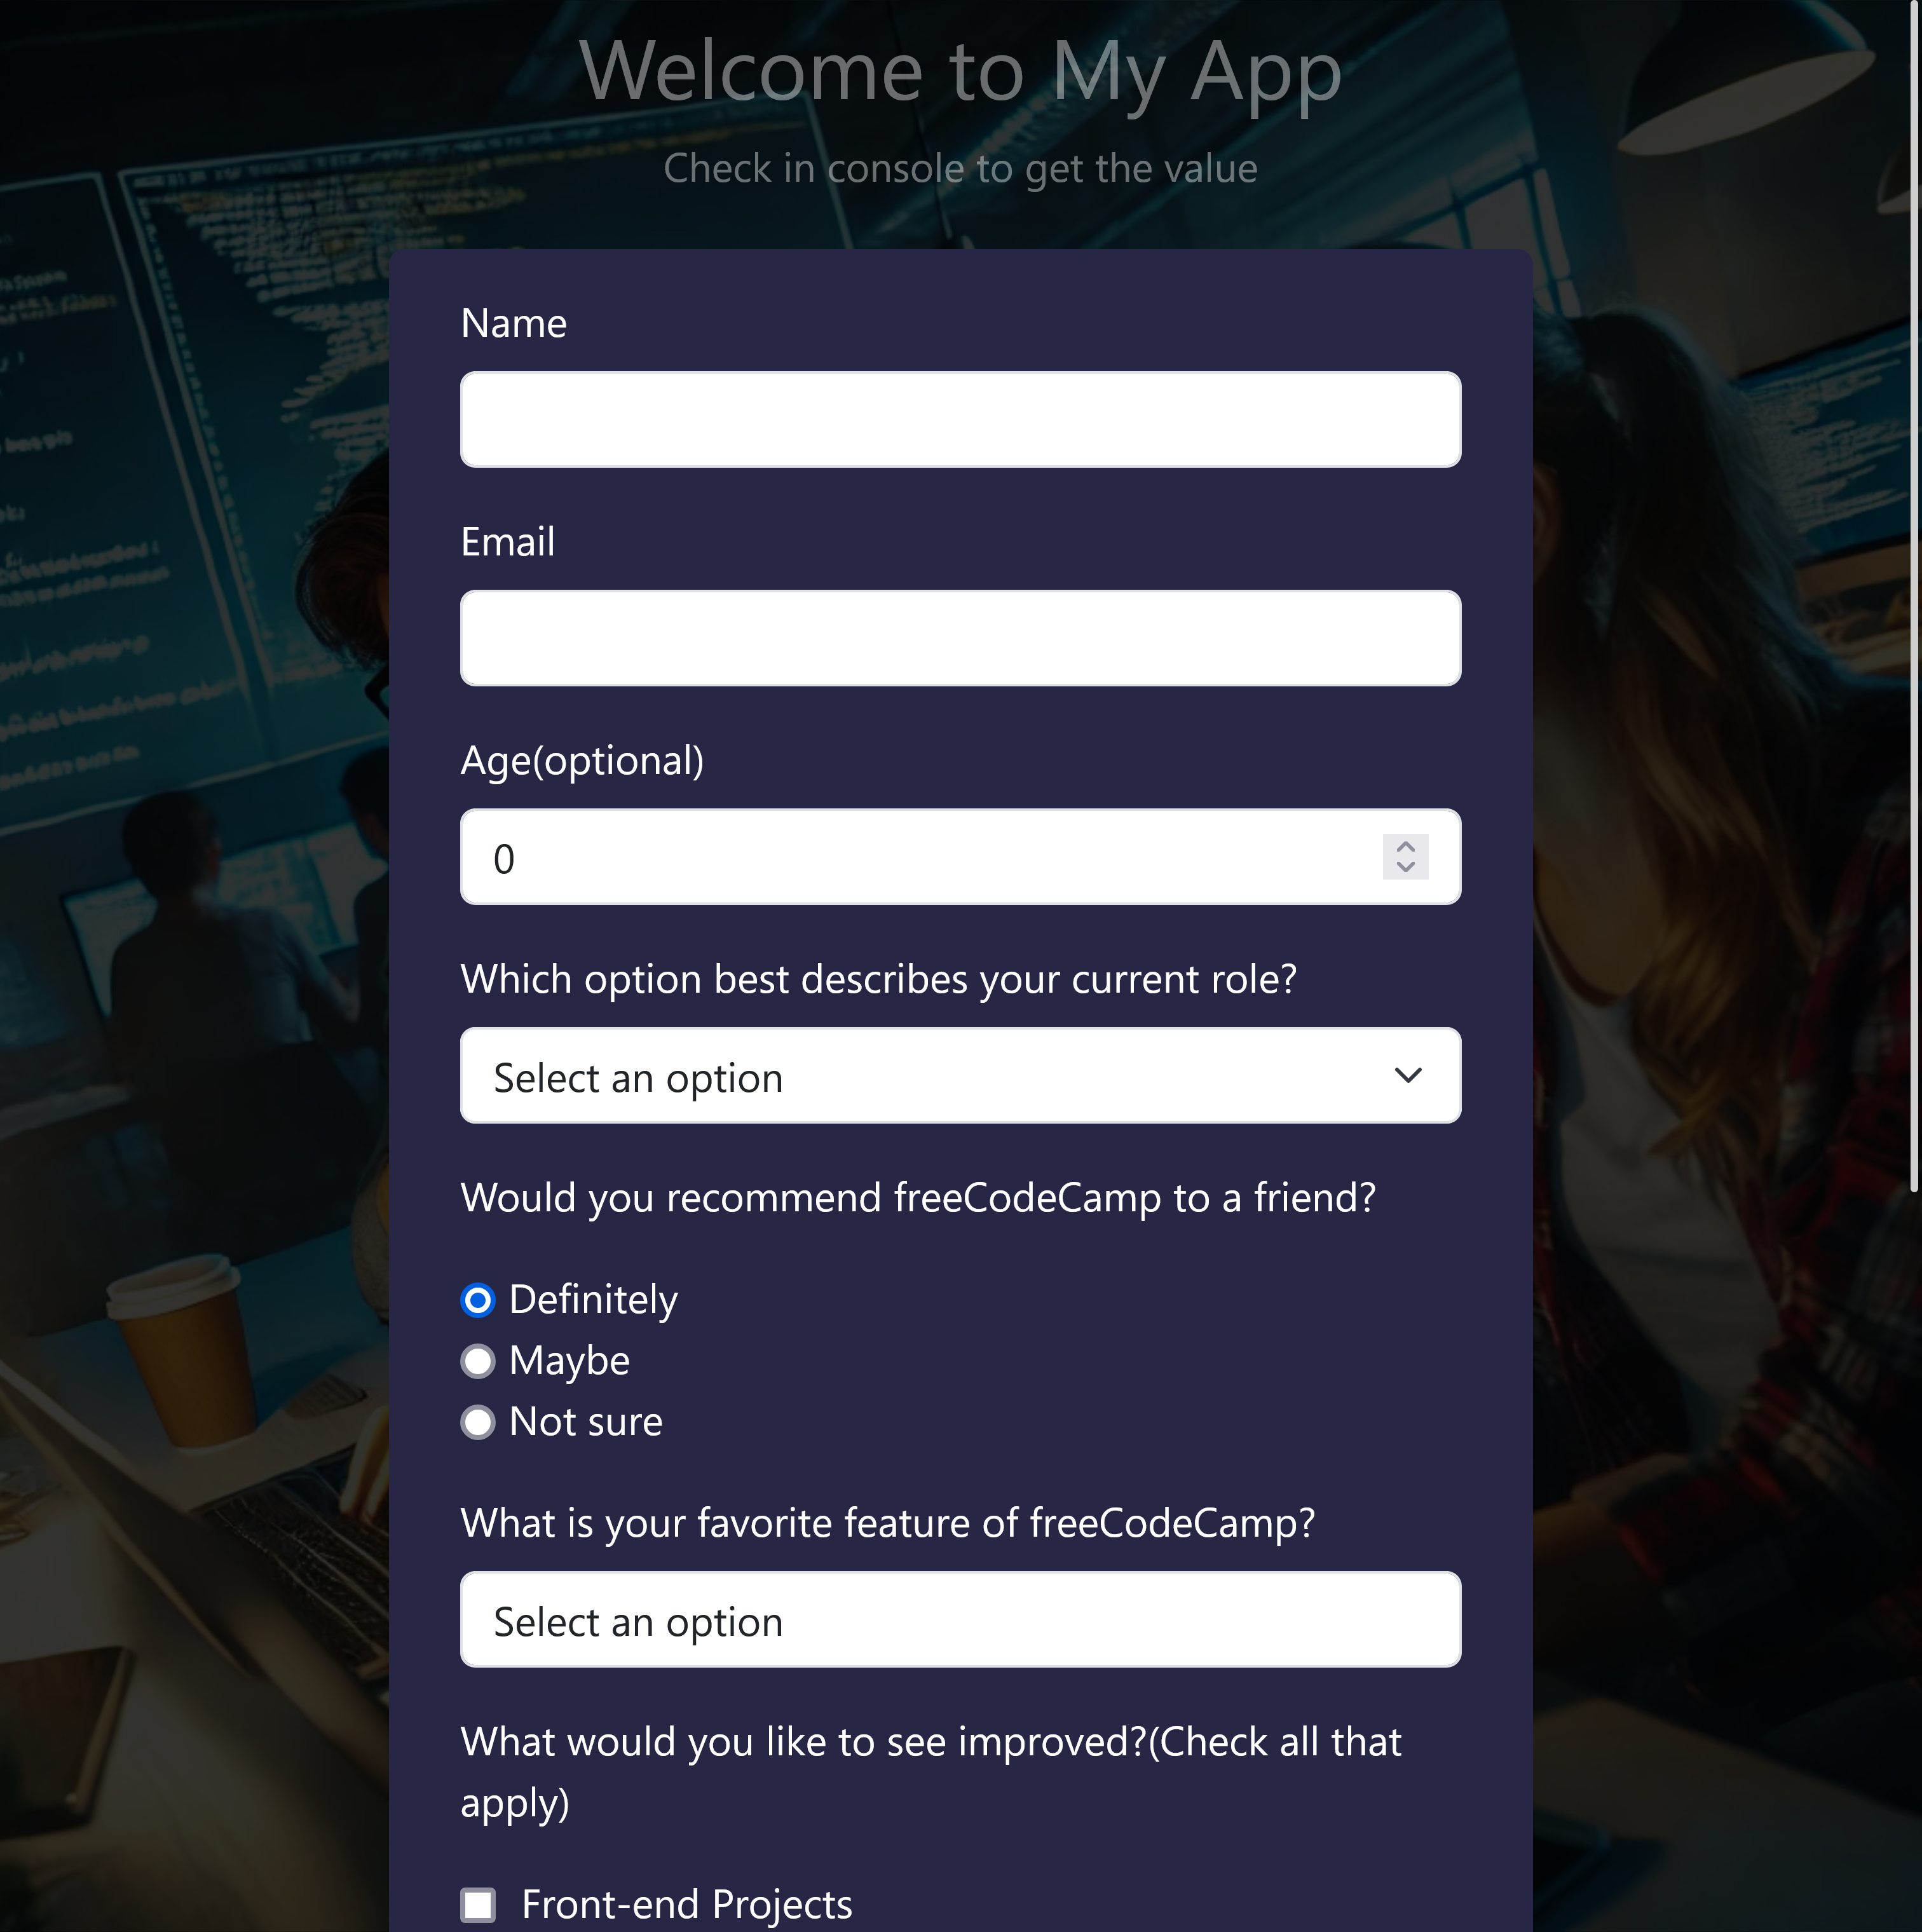 Welcome to My App
Check in console to get the value
Name
Email
Age(optional)
0
Which option best describes your current role?
Select an option
Would you recommend freeCodeCamp to a friend?
Definitely
Maybe
Not sure
What is your favorite feature of freeCodeCamp?
Select an option
What would you like to see improved?(Check all that
apply)
Front-end Projects